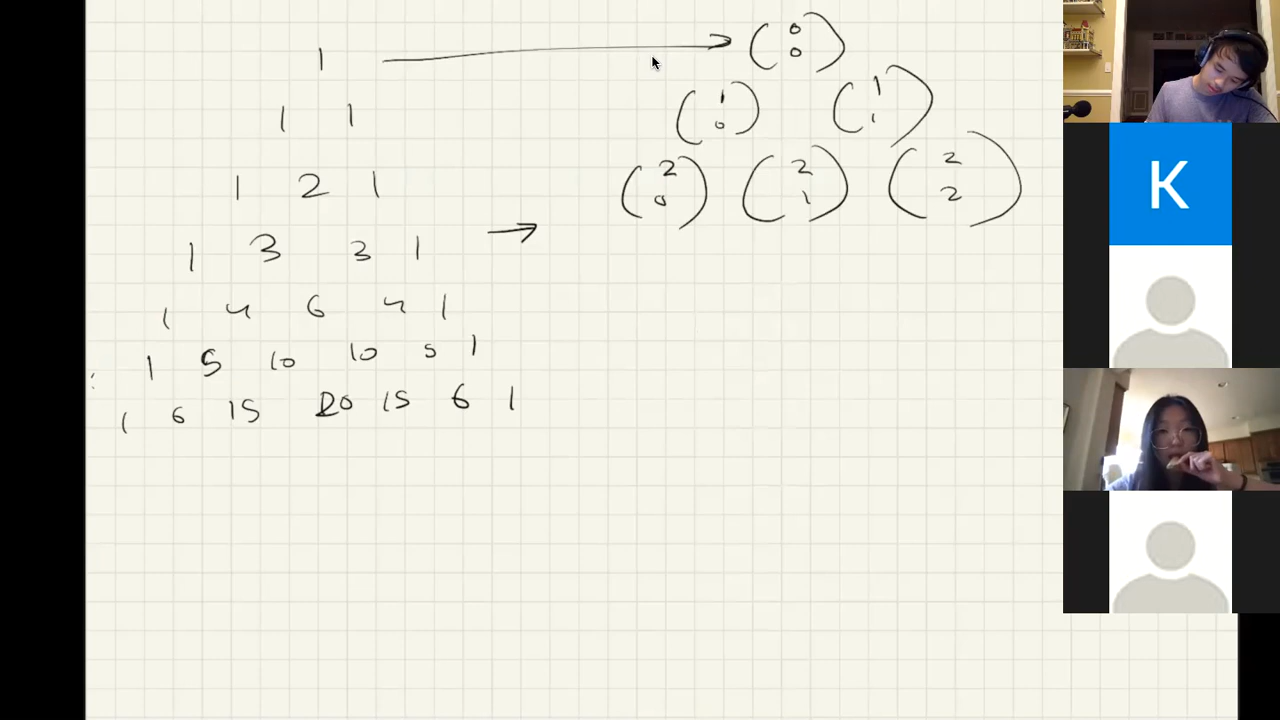 1 → (0 0)
1 1 (1 0) (1 1)
1 2 1 (2 0) (2 1) (2 2)
1 3 3 1 →
1 4 6 4 1
1 5 10 10 5 1
1 6 15 20 15 6 1
K